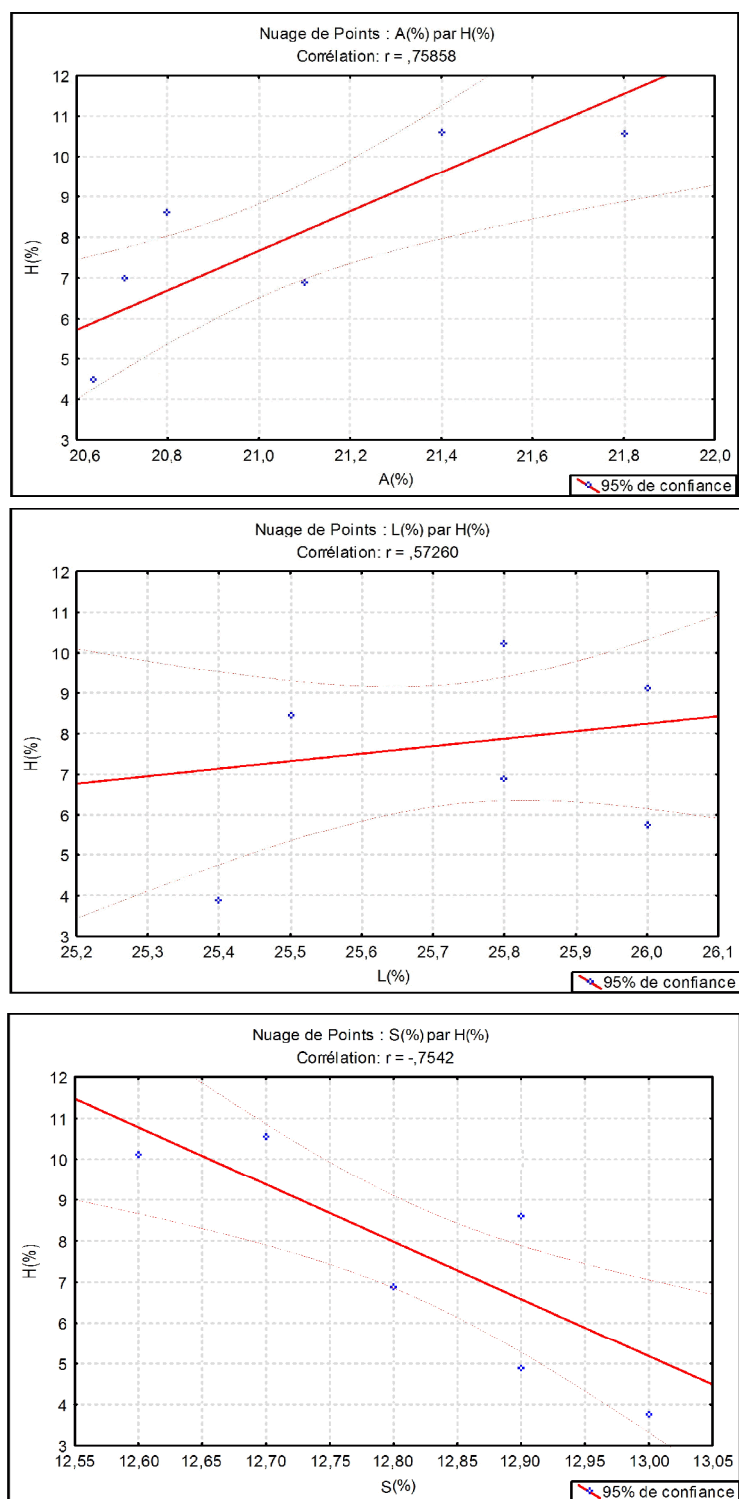 Nuage de Points : A(%) par H(%)
Corrélation: r = ,75858
12
11
10
9
8
7
6
5
4
3
H(%)
20,6 20,8 21,0 21,2 21,4 21,6 21,8 22,0
A(%)
95% de confiance
Nuage de Points : L(%) par H(%)
Corrélation: r = ,57260
12
11
10
9
8
7
6
5
4
3
H(%)
25,2 25,3 25,4 25,5 25,6 25,7 25,8 25,9 26,0 26,1
L(%)
95% de confiance
Nuage de Points : S(%) par H(%)
Corrélation: r = -,7542
12
11
10
9
8
7
6
5
4
3
H(%)
12,55 12,60 12,65 12,70 12,75 12,80 12,85 12,90 12,95 13,00 13,05
S(%)
95% de confiance